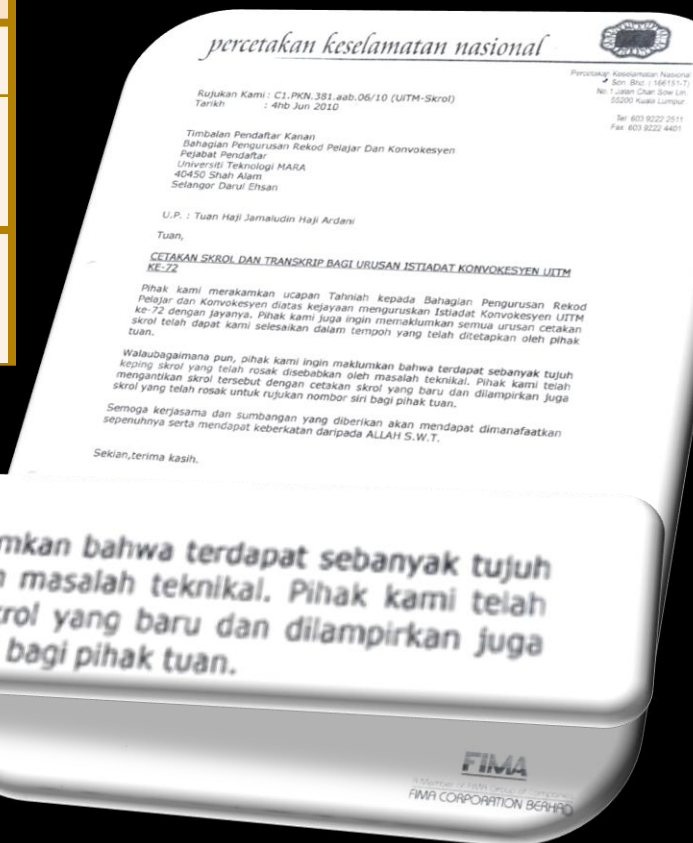 percetakan keselamatan nasional
Percetakan Keselamatan Nasional
Sdn. Bhd. (166151-T)
No.1 Jalan Chan Sow Lin,
55200 Kuala Lumpur
Tel: 603 9222 2511
Fax: 603 9222 4401
Rujukan Kami : C1.PKN.381.aab.06/10 (UiTM-Skrol)
Tarikh : 4hb Jun 2010
Timbalan Pendaftar Kanan
Bahagian Pengurusan Rekod Pelajar Dan Konvokesyen
Pejabat Pendaftar
Universiti Teknologi MARA
40450 Shah Alam
Selangor Darul Ehsan
U.P. : Tuan Haji Jamaludin Haji Ardani
Tuan,
CETAKAN SKROL DAN TRANSKRIP BAGI URUSAN ISTIADAT KONVOKESYEN UITM
KE-72
Pihak kami merakamkan ucapan Tahniah kepada Bahagian Pengurusan Rekod
Pelajar dan Konvokesyen diatas kejayaan menguruskan Istiadat Konvokesyen UITM
ke-72 dengan jayanya. Pihak kami juga ingin memaklumkan semua urusan cetakan
skrol telah dapat kami selesaikan dalam tempoh yang telah ditetapkan oleh pihak
tuan.
Walaubagaimana pun, pihak kami ingin maklumkan bahwa terdapat sebanyak tujuh
keping skrol yang telah rosak disebabkan oleh masalah teknikal. Pihak kami telah
mengantikan skrol tersebut dengan cetakan skrol yang baru dan dilampirkan juga
skrol yang telah rosak untuk rujukan nombor siri bagi pihak tuan.
Semoga kerjasama dan sumbangan yang diberikan akan mendapat dimanafaatkan
sepenuhnya serta mendapat keberkatan daripada ALLAH S.W.T.
Sekian,terima kasih.
mkan bahwa terdapat sebanyak tujuh
masalah teknikal. Pihak kami telah
krol yang baru dan dilampirkan juga
bagi pihak tuan.
FIMA
A Member of FIMA Group of Companies
FIMA CORPORATION BERHAD